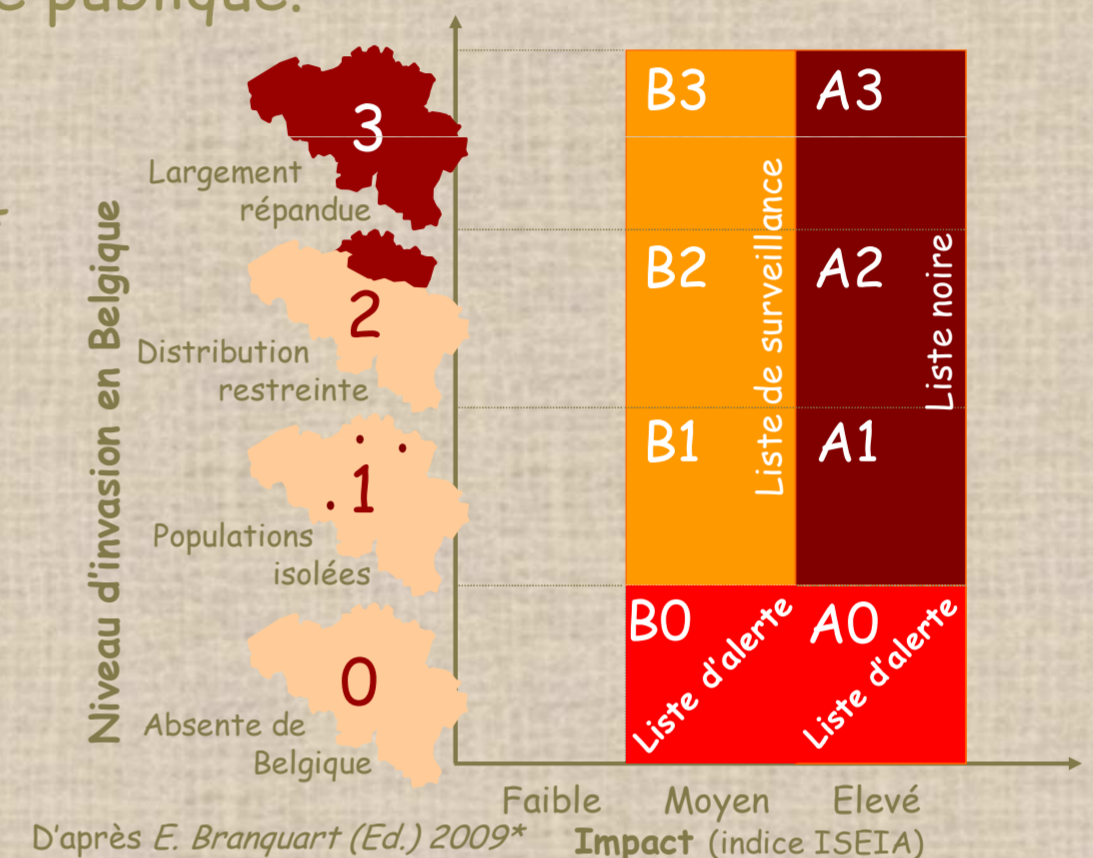 e publique.
Niveau d'invasion en Belgique
3
Largement
répandue
2
Distribution
restreinte
1
Populations
isolées
0
Absente de
Belgique
B3
A3
B2
A2
B1
A1
Liste de surveillance
Liste noire
B0
A0
Liste d'alerte
Liste d'alerte
Faible Moyen Elevé
Impact (indice ISEIA)
D'après E. Branquart (Ed.) 2009*